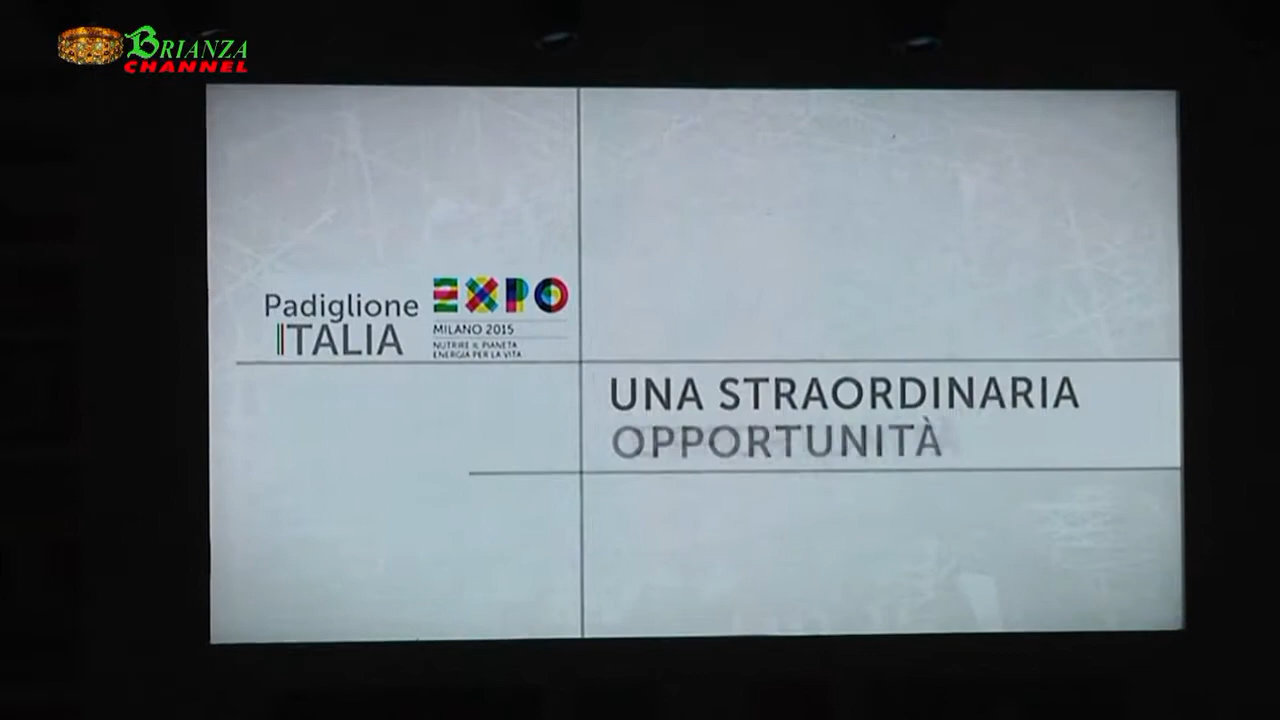 BRIANZA
CHANNEL
Padiglione
ITALIA
EXPO
MILANO 2015
NUTRIRE IL PIANETA
ENERGIA PER LA VITA
UNA STRAORDINARIA
OPPORTUNITÀ